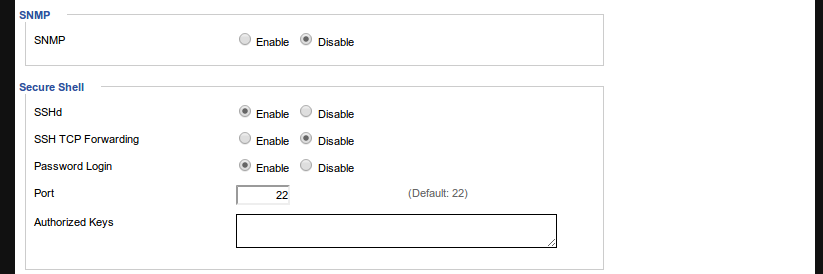 SNMP
SNMP Enable Disable
Secure Shell
SSHd Enable Disable
SSH TCP Forwarding Enable Disable
Password Login Enable Disable
Port 22 (Default: 22)
Authorized Keys